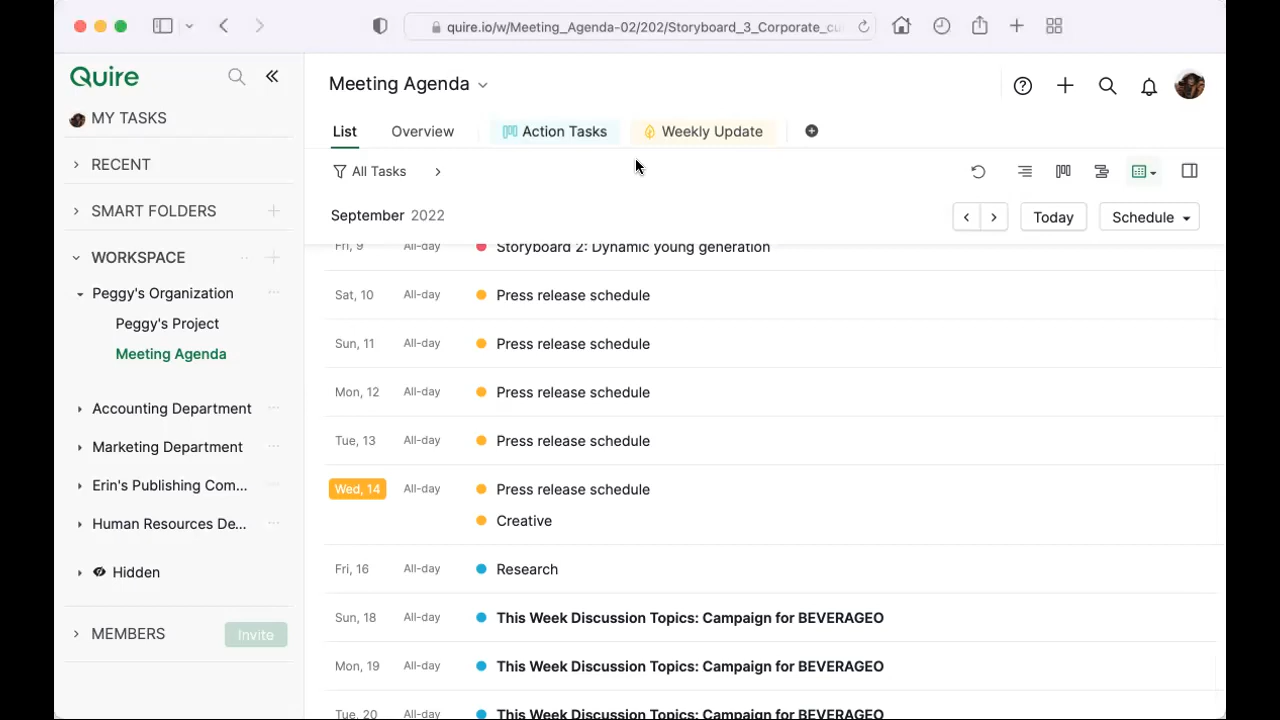 quire.io/w/Meeting_Agenda-02/202/Storyboard_3_Corporate_cu
Quire
MY TASKS
RECENT
SMART FOLDERS
WORKSPACE
Peggy's Organization
Peggy's Project
Meeting Agenda
Accounting Department
Marketing Department
Erin's Publishing Com...
Human Resources De...
Hidden
MEMBERS
Invite
Meeting Agenda
List
Overview
Action Tasks
Weekly Update
All Tasks
September 2022
Today
Schedule
Fri, 9 All-day Storyboard 2: Dynamic young generation
Sat, 10 All-day Press release schedule
Sun, 11 All-day Press release schedule
Mon, 12 All-day Press release schedule
Tue, 13 All-day Press release schedule
Wed, 14 All-day Press release schedule
Creative
Fri, 16 All-day Research
Sun, 18 All-day This Week Discussion Topics: Campaign for BEVERAGEO
Mon, 19 All-day This Week Discussion Topics: Campaign for BEVERAGEO
Tue, 20 All-day This Week Discussion Topics: Campaign for BEVERAGEO